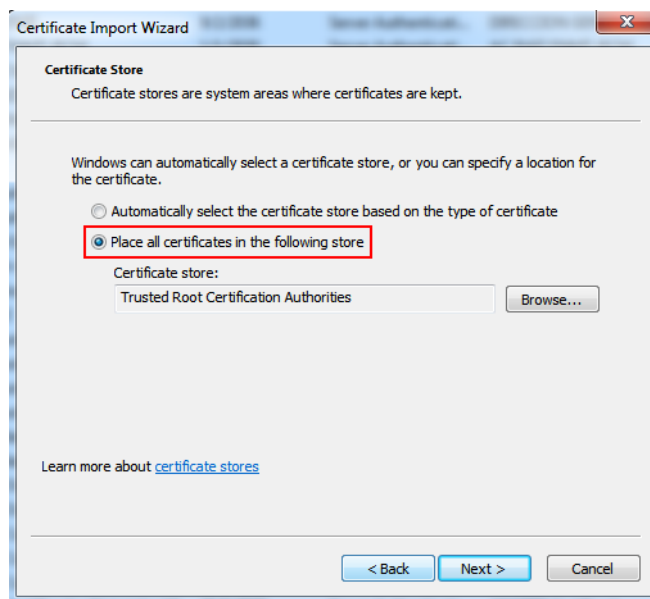 Certificate Import Wizard
Certificate Store
Certificate stores are system areas where certificates are kept.
Windows can automatically select a certificate store, or you can specify a location for
the certificate.
Automatically select the certificate store based on the type of certificate
Place all certificates in the following store
Certificate store:
Trusted Root Certification Authorities
Browse...
Learn more about certificate stores
< Back
Next >
Cancel